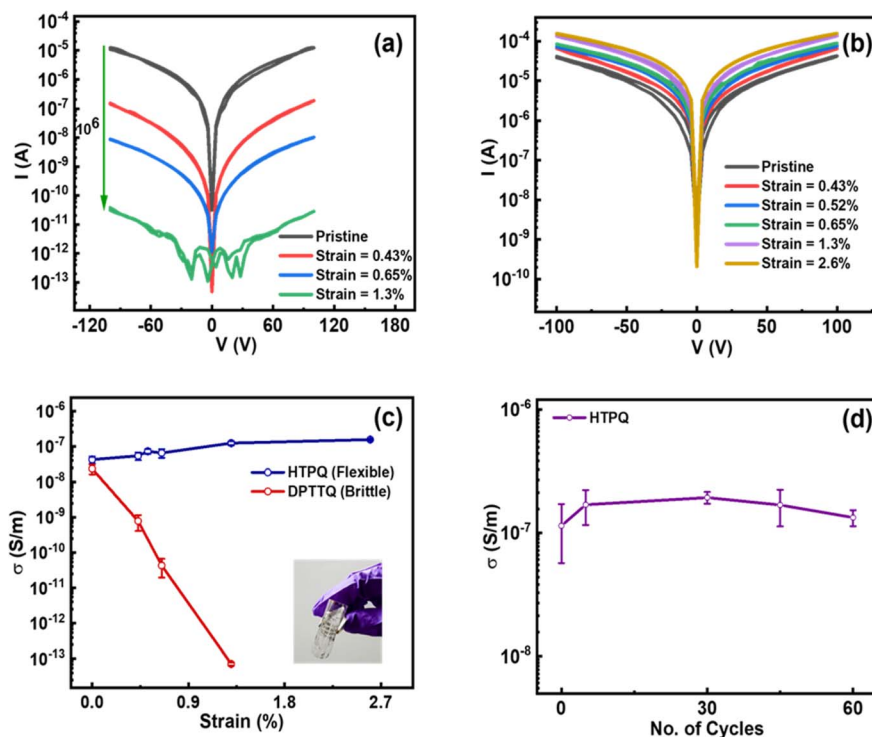 (a)
I (A)
10⁻⁴
10⁻⁵
10⁻⁶
10⁻⁷
10⁻⁸
10⁻⁹
10⁻¹⁰
10⁻¹¹
10⁻¹²
10⁻¹³
10⁶
Pristine
Strain = 0.43%
Strain = 0.65%
Strain = 1.3%
-120 -60 0 60 120 180
V (V)
(b)
I (A)
10⁻⁴
10⁻⁵
10⁻⁶
10⁻⁷
10⁻⁸
10⁻⁹
10⁻¹⁰
Pristine
Strain = 0.43%
Strain = 0.52%
Strain = 0.65%
Strain = 1.3%
Strain = 2.6%
-100 -50 0 50 100
V (V)
(c)
σ (S/m)
10⁻⁶
10⁻⁷
10⁻⁸
10⁻⁹
10⁻¹⁰
10⁻¹¹
10⁻¹²
10⁻¹³
HTPQ (Flexible)
DPTTQ (Brittle)
0.0 0.9 1.8 2.7
Strain (%)
(d)
σ (S/m)
10⁻⁶
10⁻⁷
10⁻⁸
HTPQ
0 30 60
No. of Cycles